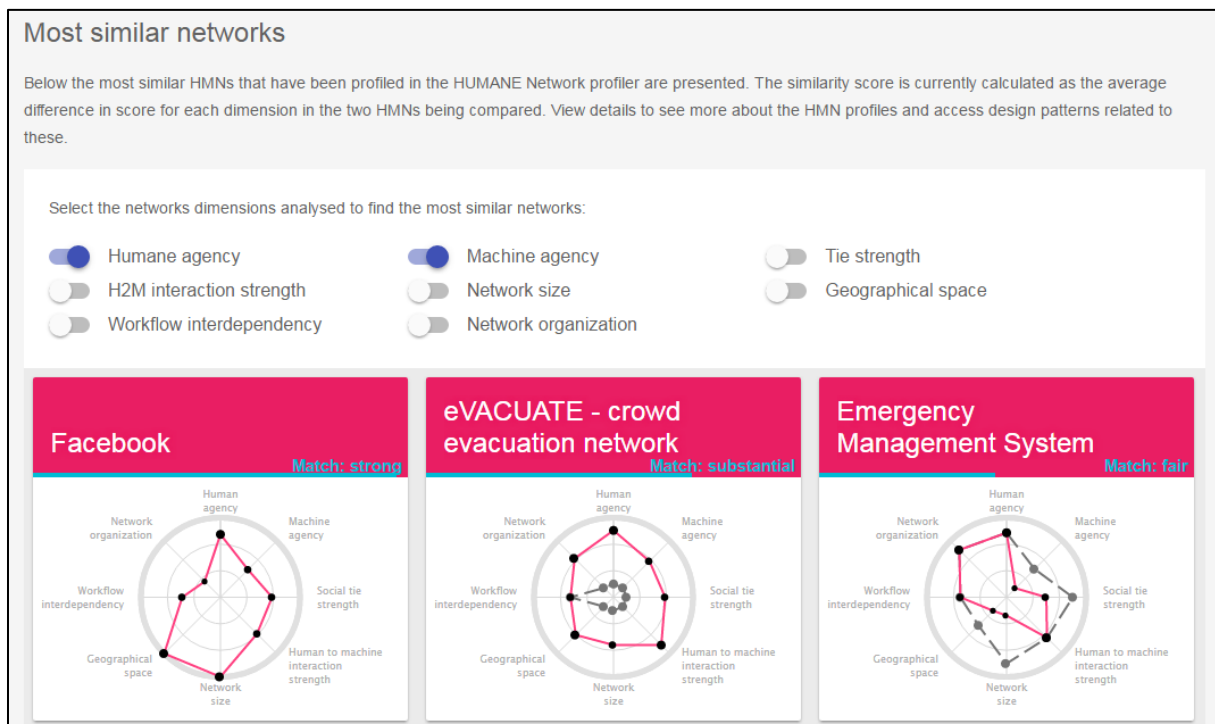 Most similar networks
Below the most similar HMNs that have been profiled in the HUMANE Network profiler are presented. The similarity score is currently calculated as the average
difference in score for each dimension in the two HMNs being compared. View details to see more about the HMN profiles and access design patterns related to
these.
Select the networks dimensions analysed to find the most similar networks:
Humane agency
Machine agency
Tie strength
H2M interaction strength
Network size
Geographical space
Workflow interdependency
Network organization
Facebook
Match: strong
Human
agency
Machine
agency
Social tie
strength
Human to machine
interaction
strength
Network
size
Geographical
space
Workflow
interdependency
Network
organization
eVACUATE - crowd
evacuation network
Match: substantial
Human
agency
Machine
agency
Social tie
strength
Human to machine
interaction
strength
Network
size
Geographical
space
Workflow
interdependency
Network
organization
Emergency
Management System
Match: fair
Human
agency
Machine
agency
Social tie
strength
Human to machine
interaction
strength
Network
size
Geographical
space
Workflow
interdependency
Network
organization